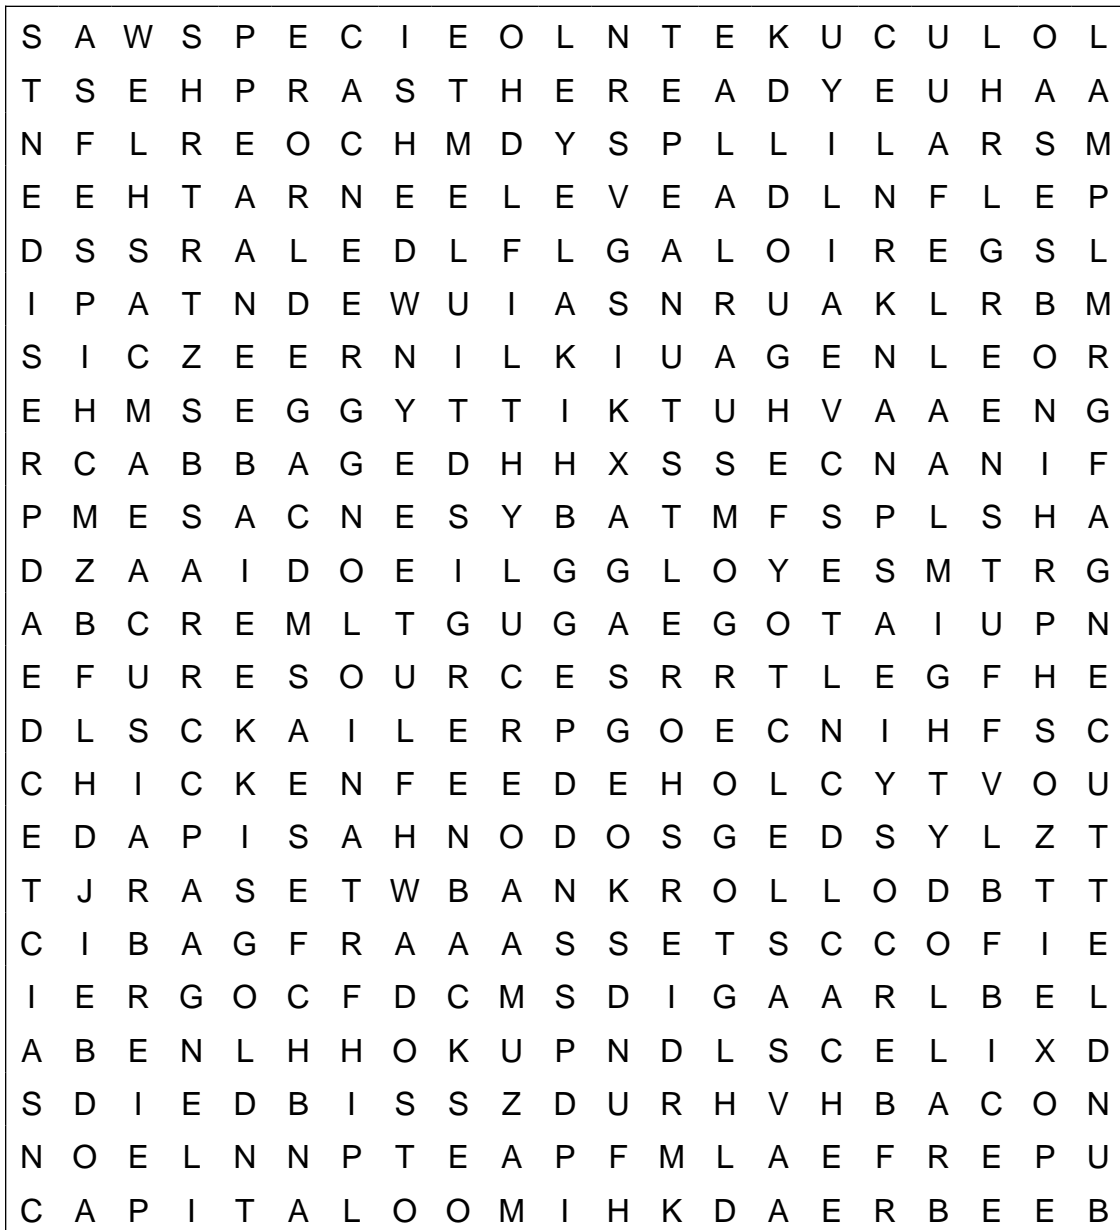 S A W S P E C I E O L N T E K U C U L O L
T S E H P R A S T H E R E A D Y E U H A A
N F L R E O C H M D Y S P L L I L A R S M
E E H T A R N E E L E V E A D L N F L E P
D S S R A L E D L F L G A L O I R E G S L
I P A T N D E W U I A S N R U A K L R B M
S I C Z E E R N I L K I U A G E N L E O R
E H M S E G G Y T T I K T U H V A A E N G
R C A B B A G E D H H X S S E C N A N I F
P M E S A C N E S Y B A T M F S P L S H A
D Z A A I D O E I L G G L O Y E S M T R G
A B C R E M L T G U G A E G O T A I U P N
E F U R E S O U R C E S R R T L E G F H E
D L S C K A I L E R P G O E C N I H F S C
C H I C K E N F E E D E H O L C Y T V O U
E D A P I S A H N O D O S G E D S Y L Z T
T J R A S E T W B A N K R O L L O D B T T
C I B A G F R A A A S S E T S C C O F I E
I E R G O C F D C M S D I G A A R L B E L
A B E N L H H O K U P N D L S C E L I X D
S D I E D B I S S Z D U R H V H B A C O N
N O E L N N P T E A P F M L A E F R E P U
C A P I T A L O O M I H K D A E R B E E B